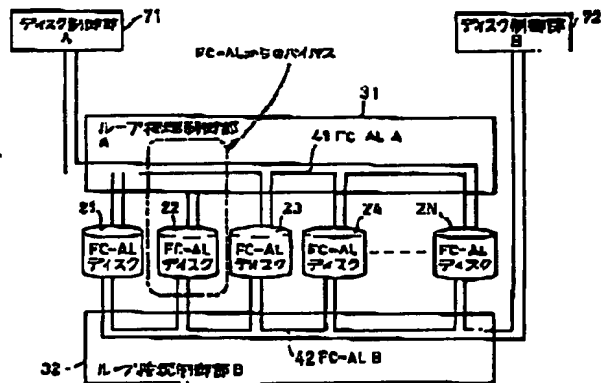 ディスク制御部
A
71
ディスク制御部
B
72
FC-ALからのバイパス
31
ループ接続制御部
A
41 FC-AL A
21
22
23
24
2N
FC-AL
ディスク
FC-AL
ディスク
FC-AL
ディスク
FC-AL
ディスク
FC-AL
ディスク
42 FC-AL B
32
ループ接続制御部B